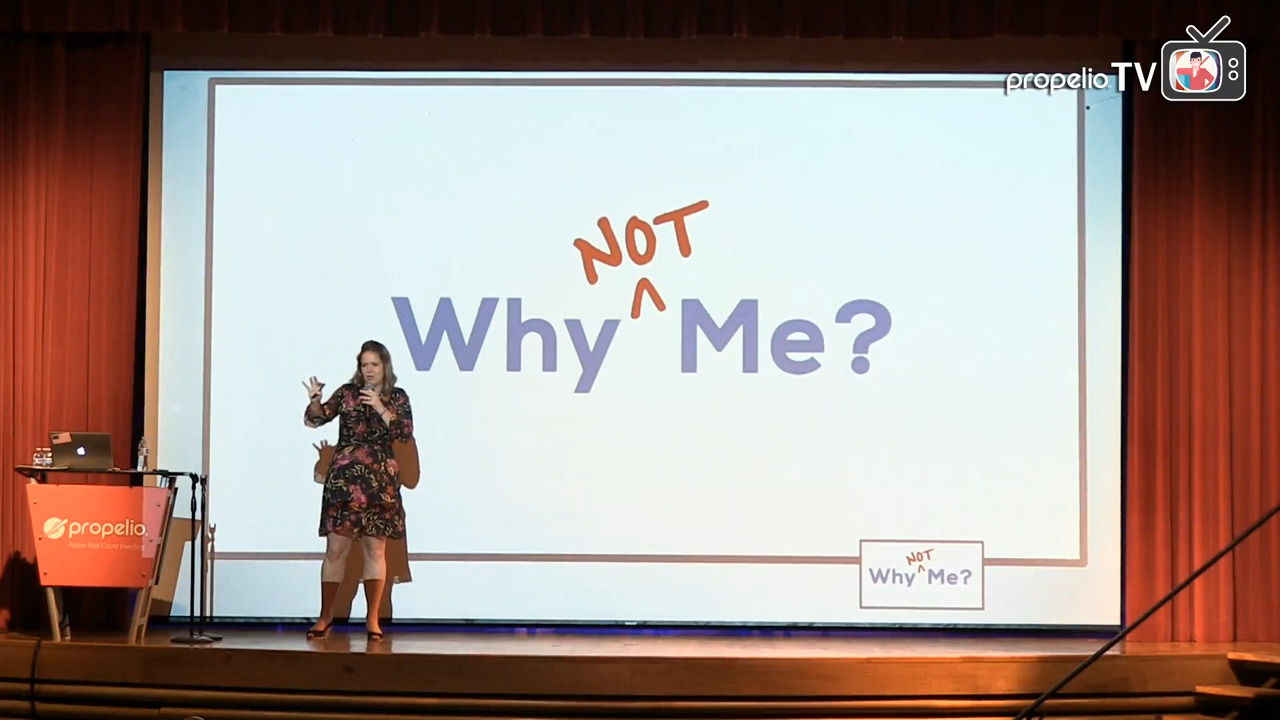 propelio TV
NOT
Why ^ Me?
propelio
NOT
Why ^ Me?